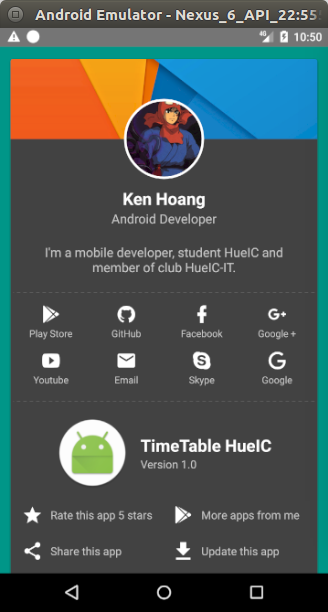 Android Emulator - Nexus_6_API_22:555
4G 10:50
Ken Hoang
Android Developer
I'm a mobile developer, student HueIC and
member of club HueIC-IT.
Play Store GitHub Facebook Google +
Youtube Email Skype Google
TimeTable HueIC
Version 1.0
Rate this app 5 stars More apps from me
Share this app Update this app